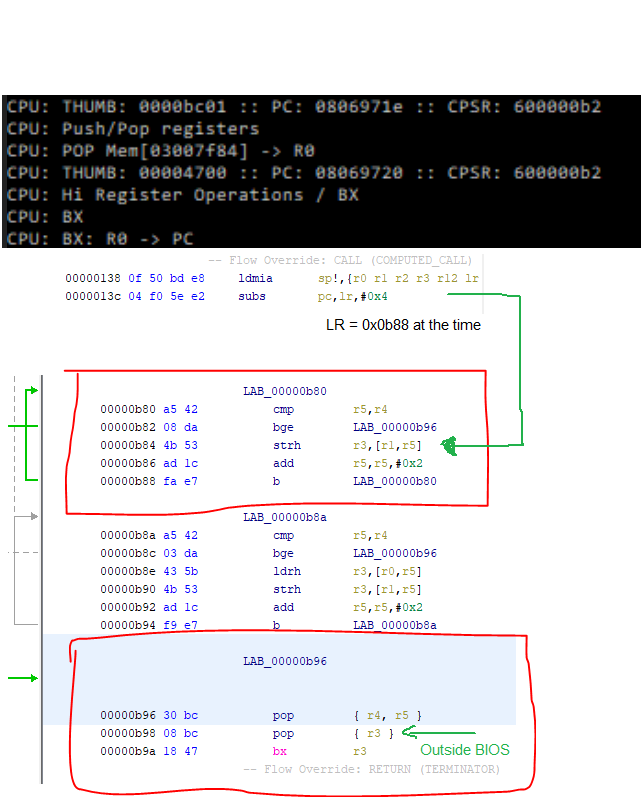 CPU: THUMB: 0000bc01 :: PC: 0806971e :: CPSR: 600000b2
CPU: Push/Pop registers
CPU: POP Mem[03007f84] -> R0
CPU: THUMB: 00004700 :: PC: 08069720 :: CPSR: 600000b2
CPU: Hi Register Operations / BX
CPU: BX
CPU: BX: R0 -> PC
-- Flow Override: CALL (COMPUTED_CALL)
00000138 0f 50 bd e8 ldmia sp!,{r0 r1 r2 r3 r12 lr
0000013c 04 f0 5e e2 subs pc,lr,#0x4
LR = 0x0b88 at the time
LAB_00000b80
00000b80 a5 42 cmp r5,r4
00000b82 08 da bge LAB_00000b96
00000b84 4b 53 strh r3,[r1,r5]
00000b86 ad 1c add r5,r5,#0x2
00000b88 fa e7 b LAB_00000b80
LAB_00000b8a
00000b8a a5 42 cmp r5,r4
00000b8c 03 da bge LAB_00000b96
00000b8e 43 5b ldrh r3,[r0,r5]
00000b90 4b 53 strh r3,[r1,r5]
00000b92 ad 1c add r5,r5,#0x2
00000b94 f9 e7 b LAB_00000b8a
LAB_00000b96
00000b96 30 bc pop { r4, r5 }
00000b98 08 bc pop { r3 }
Outside BIOS
00000b9a 18 47 bx r3
-- Flow Override: RETURN (TERMINATOR)